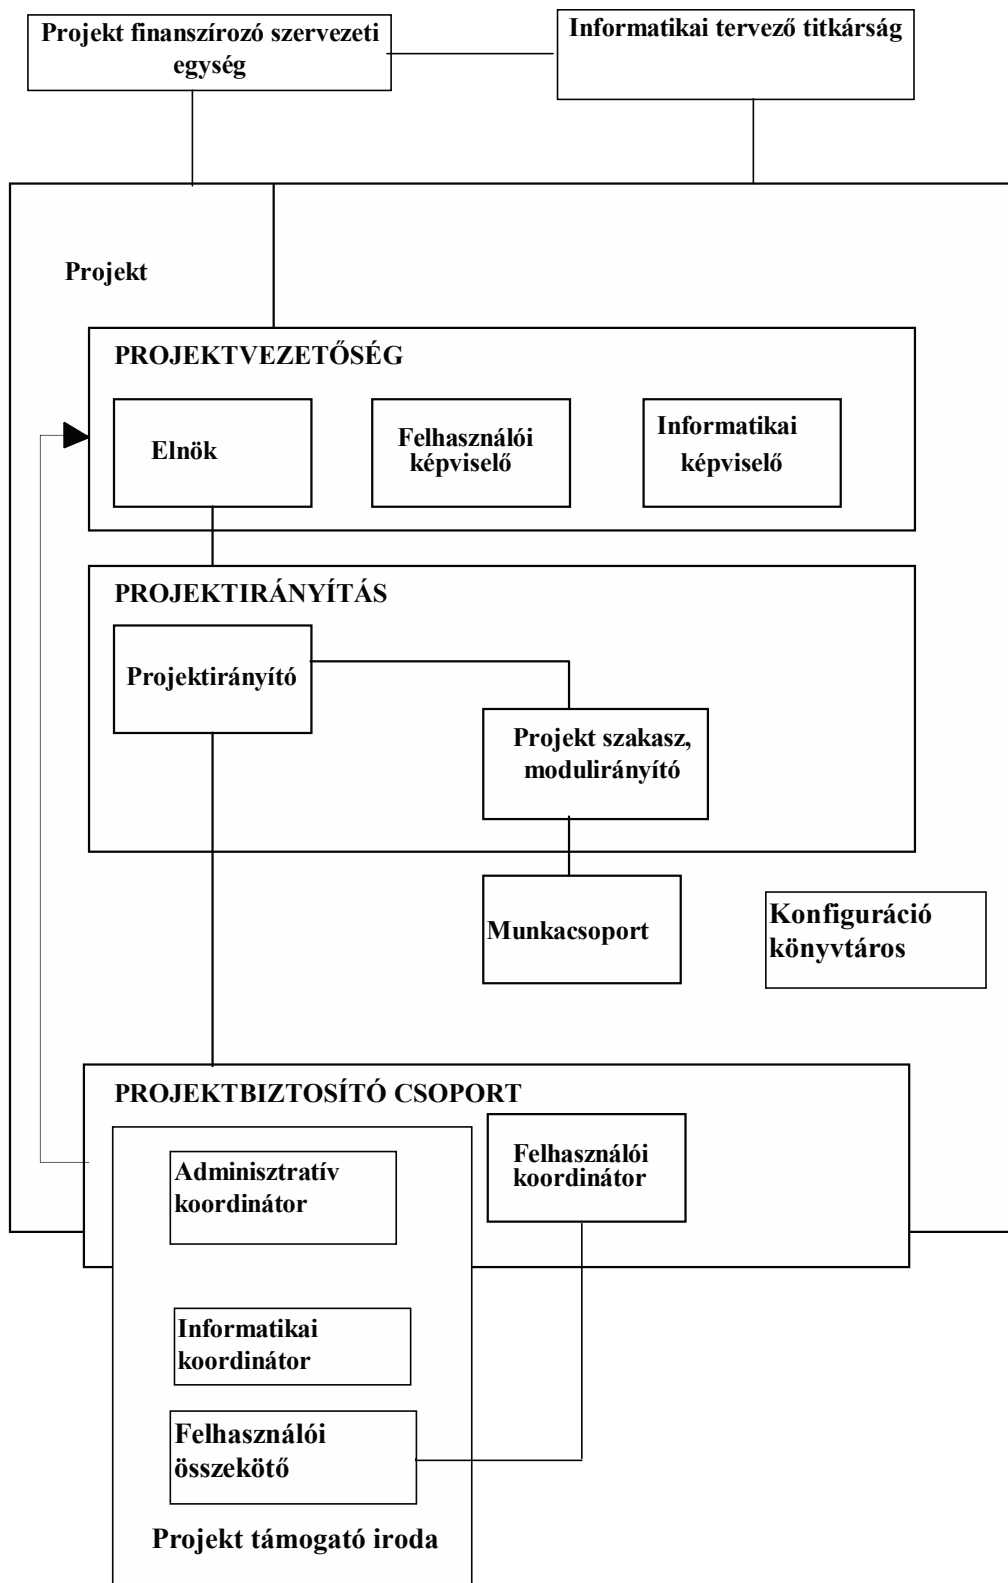 Projekt finanszírozó szervezeti
egység
Informatikai tervező titkárság
Projekt
PROJEKTVEZETŐSÉG
Elnök
Felhasználói
képviselő
Informatikai
képviselő
PROJEKTIRÁNYÍTÁS
Projektirányító
Projekt szakasz,
modulirányító
Munkacsoport
Konfiguráció
könyvtáros
PROJEKTBIZTOSÍTÓ CSOPORT
Adminisztratív
koordinátor
Felhasználói
koordinátor
Informatikai
koordinátor
Felhasználói
összekötő
Projekt támogató iroda